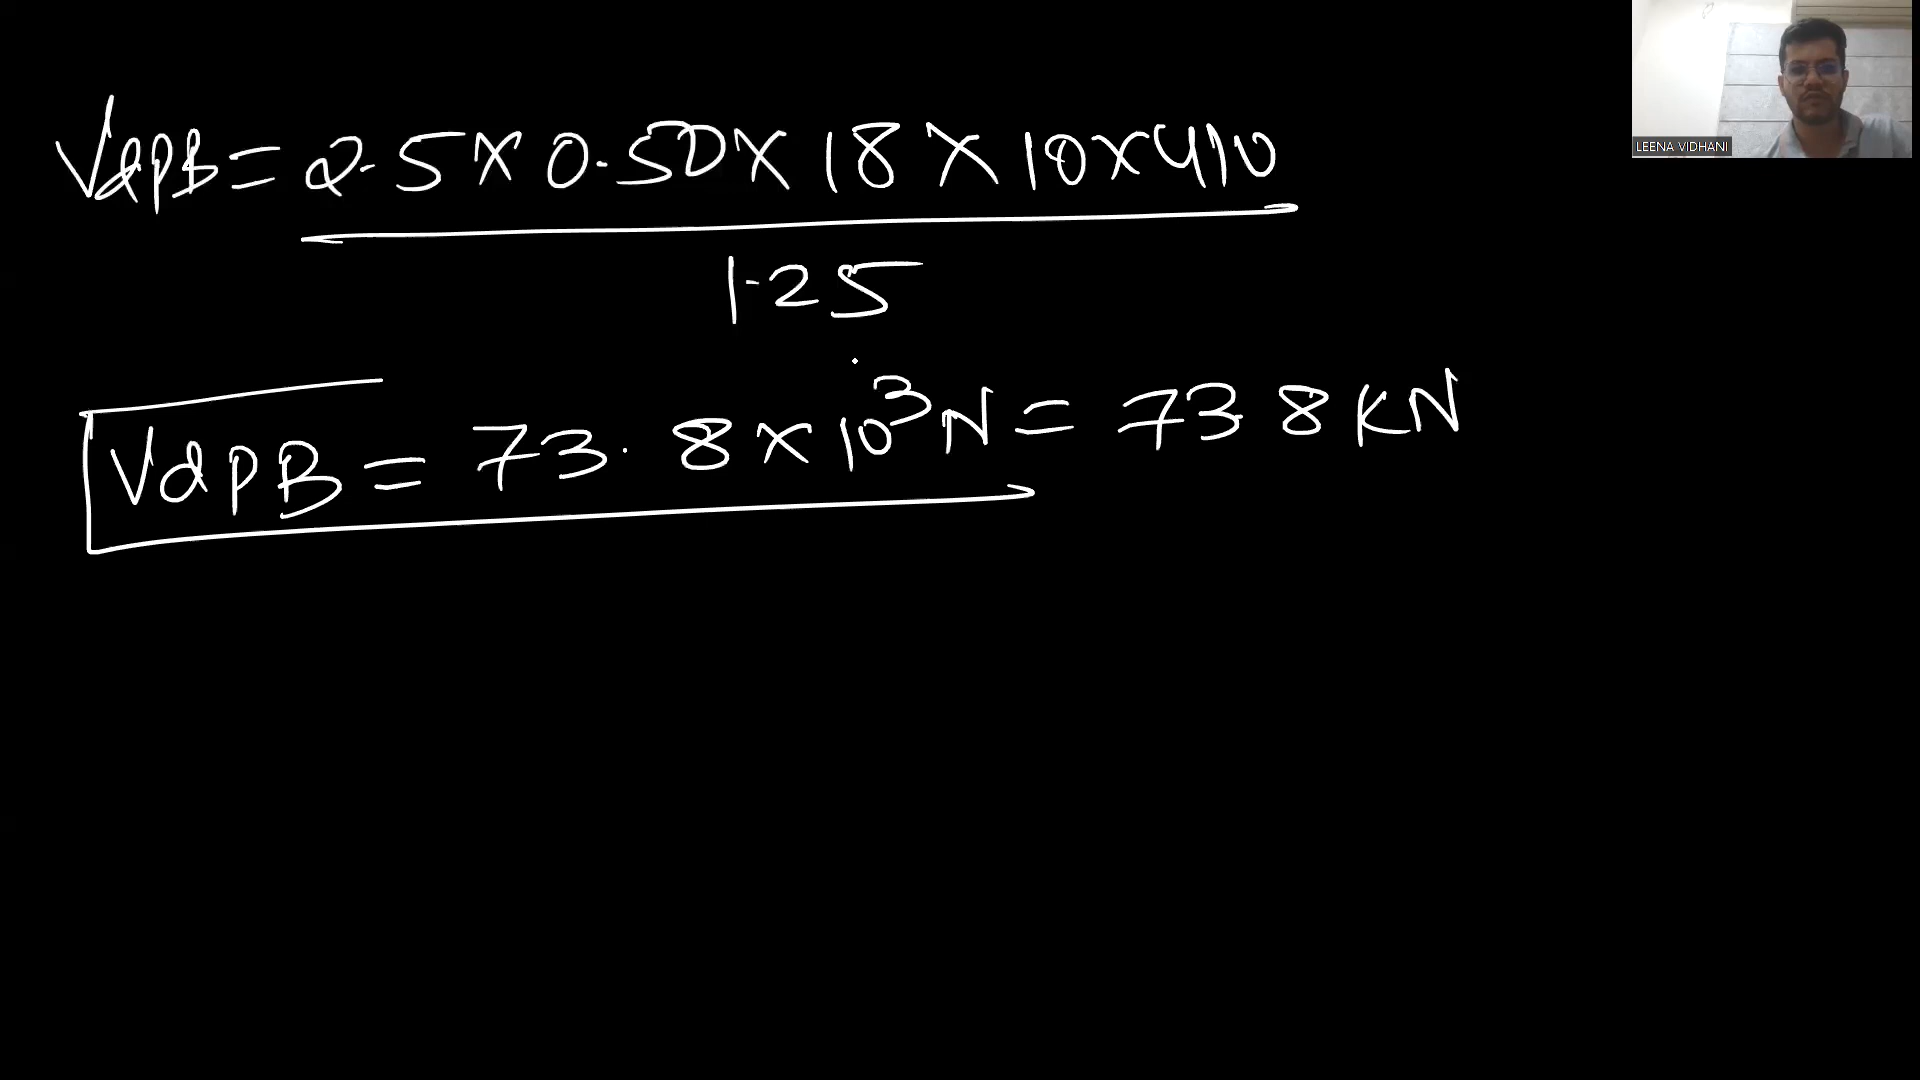 LEENA VIDHANI
VdpB = 2.5 X 0.50 X 18 X 10 X 410
1.25
VdpB = 73.8 X 10³ N = 73 8 KN